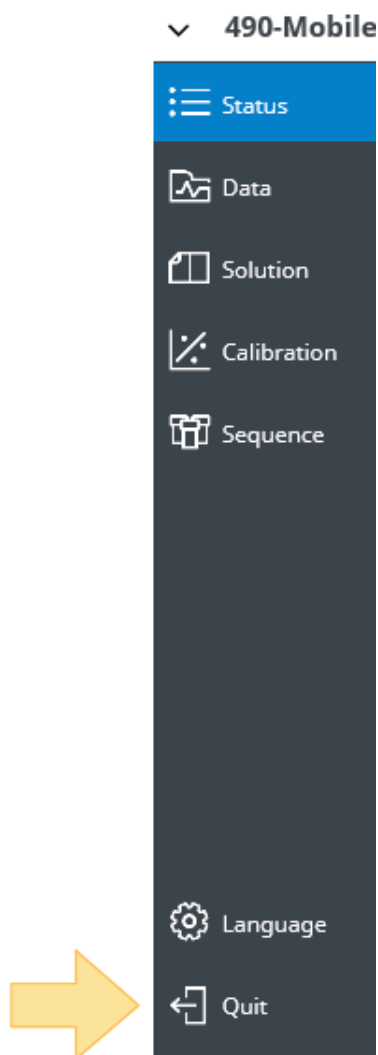 490-Mobile
Status
Data
Solution
Calibration
Sequence
Language
Quit